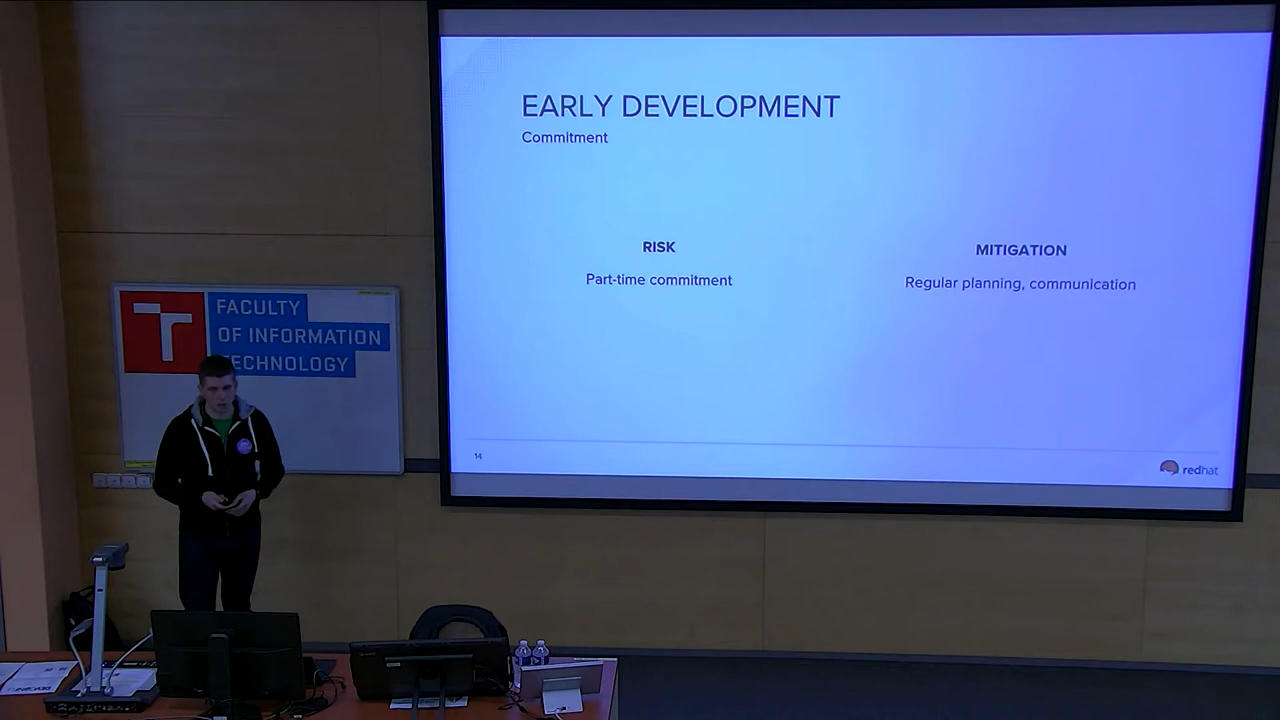 EARLY DEVELOPMENT
Commitment
RISK
Part-time commitment
MITIGATION
Regular planning, communication
14
redhat
FACULTY
OF INFORMATION
TECHNOLOGY